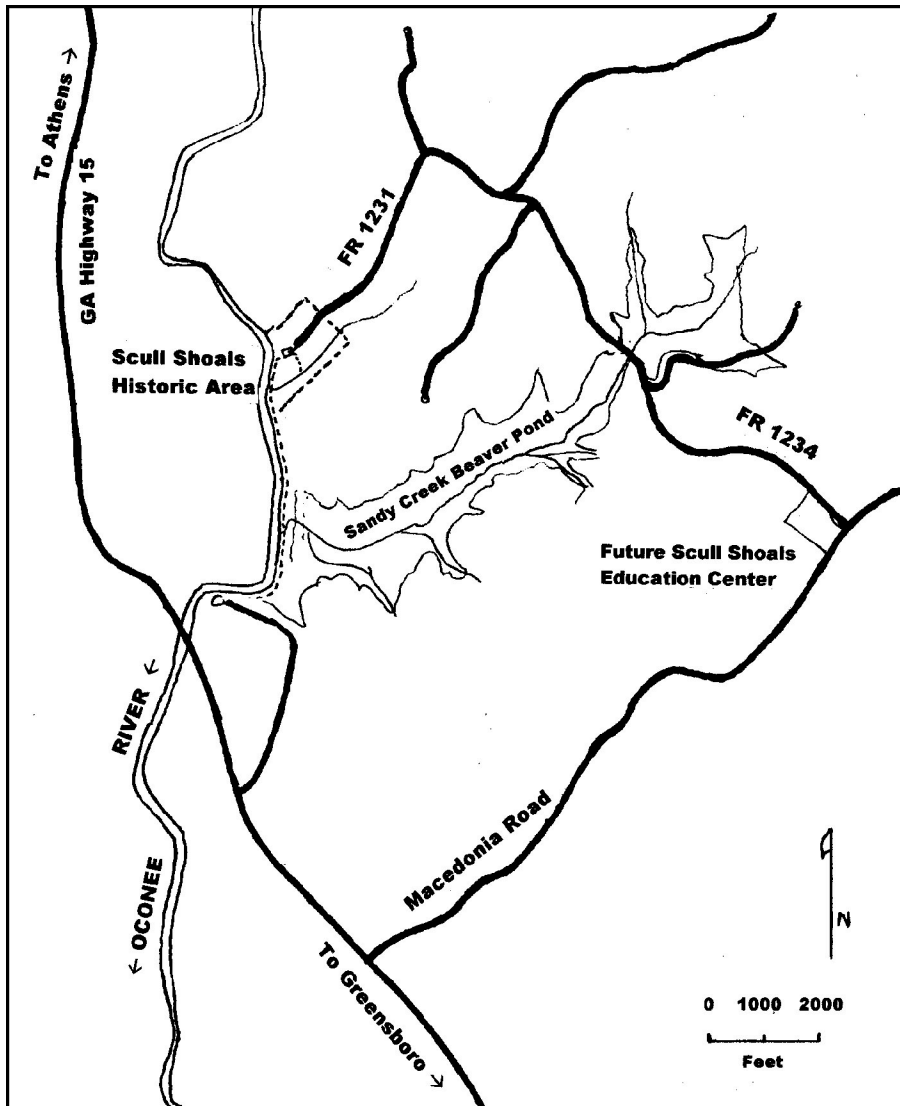 To Athens →
GA Highway 15
FR 1231
Scull Shoals
Historic Area
Sandy Creek Beaver Pond
FR 1234
Future Scull Shoals
Education Center
RIVER →
← OCONEE
Macedonia Road
To Greensboro →
N
0 1000 2000
Feet